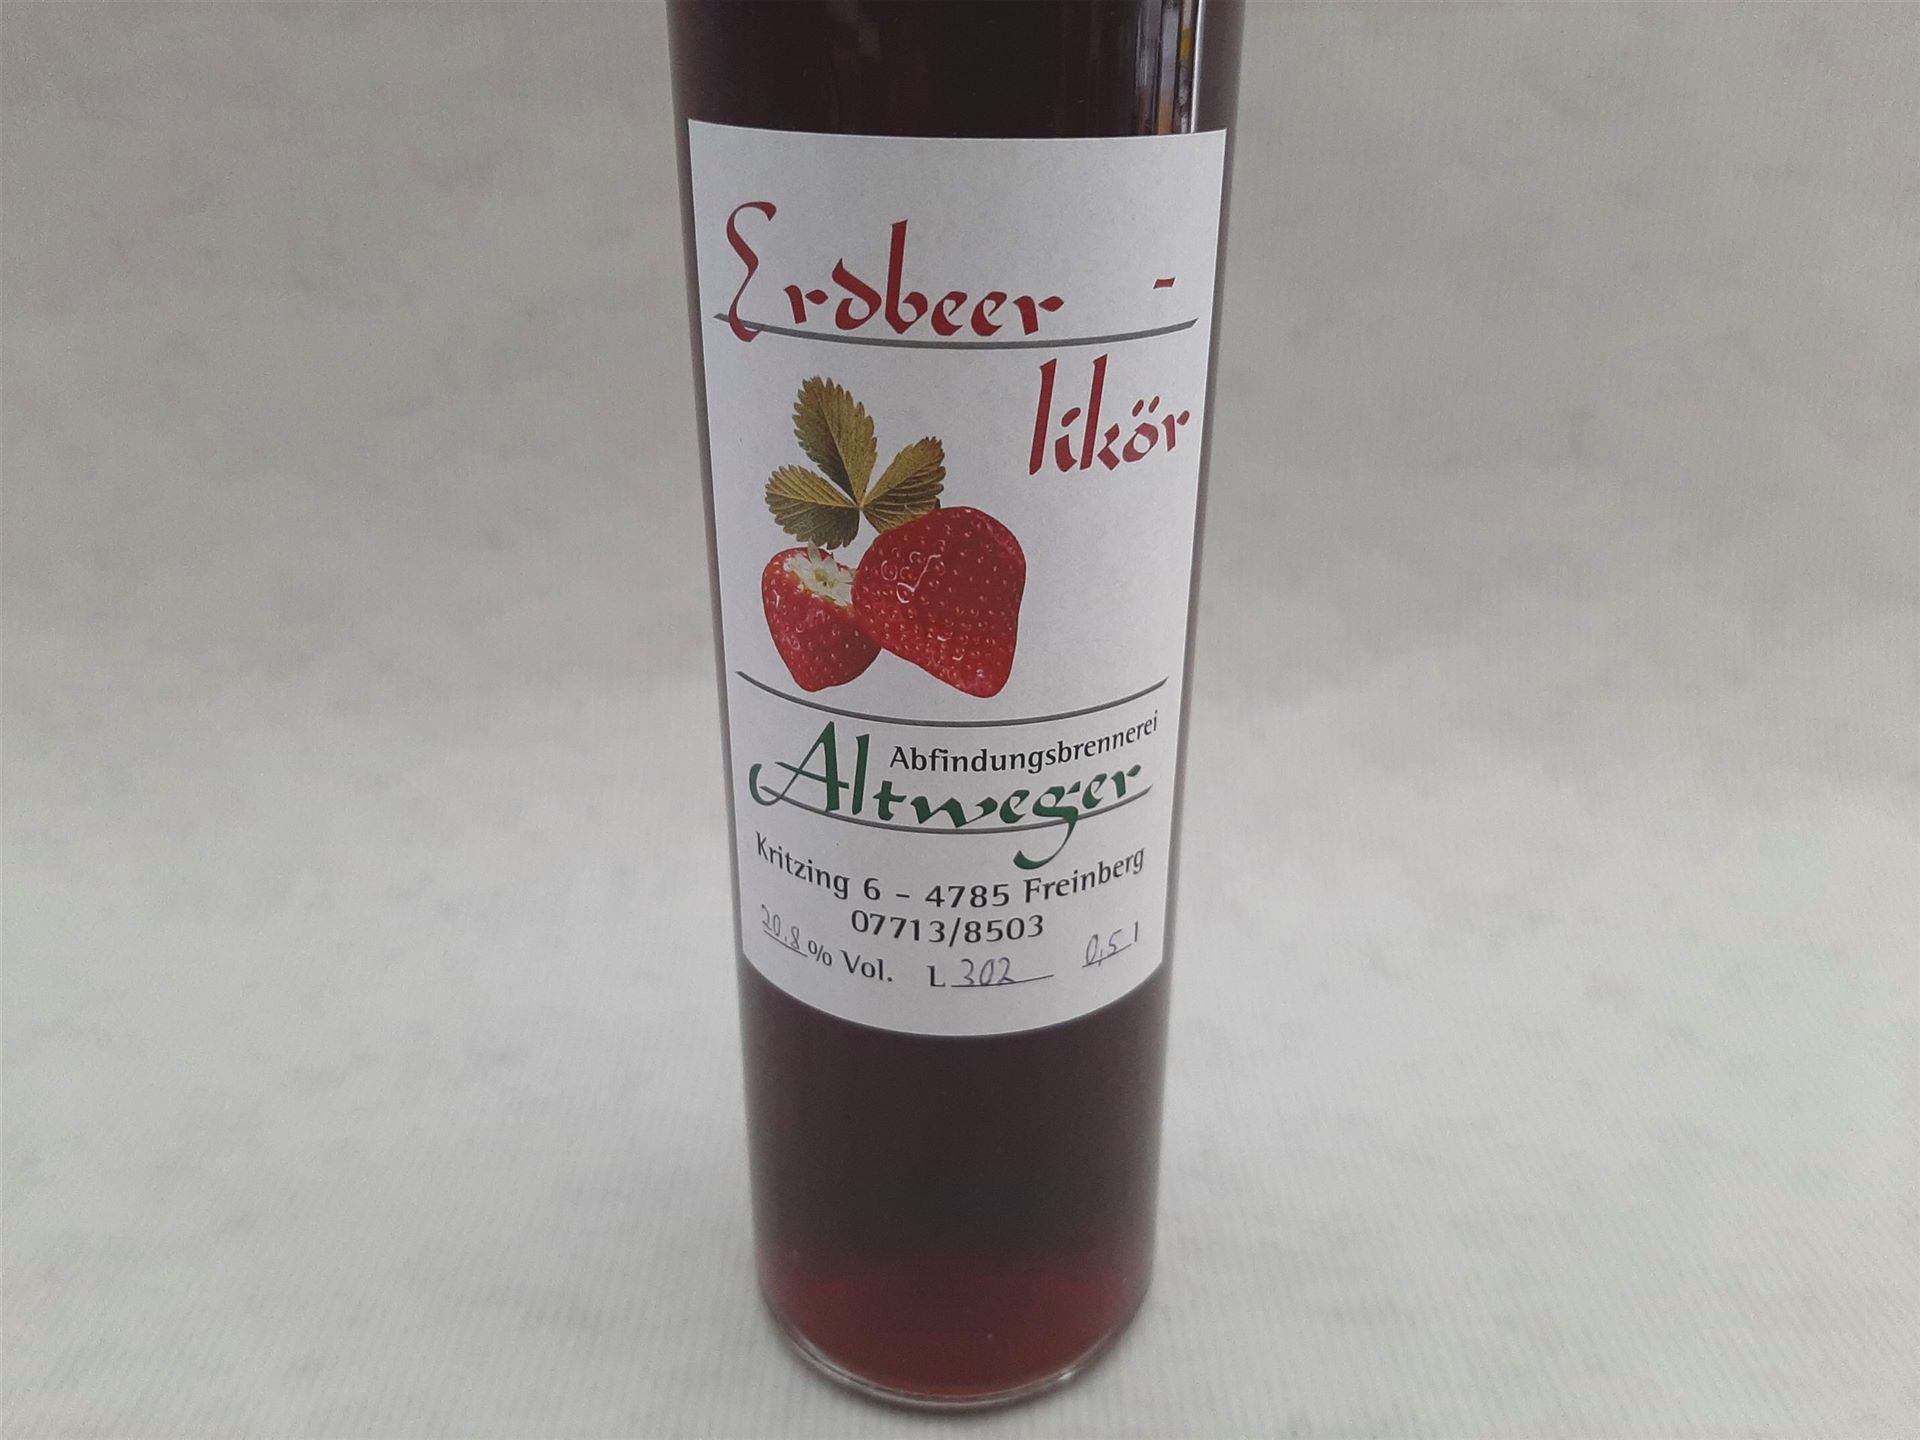 Erdbeer -
likör
Abfindungsbrennerei
Altweger
Kritzing 6 - 4785 Freinberg
07713/8503
20,8 % Vol. L 302 0,5 l